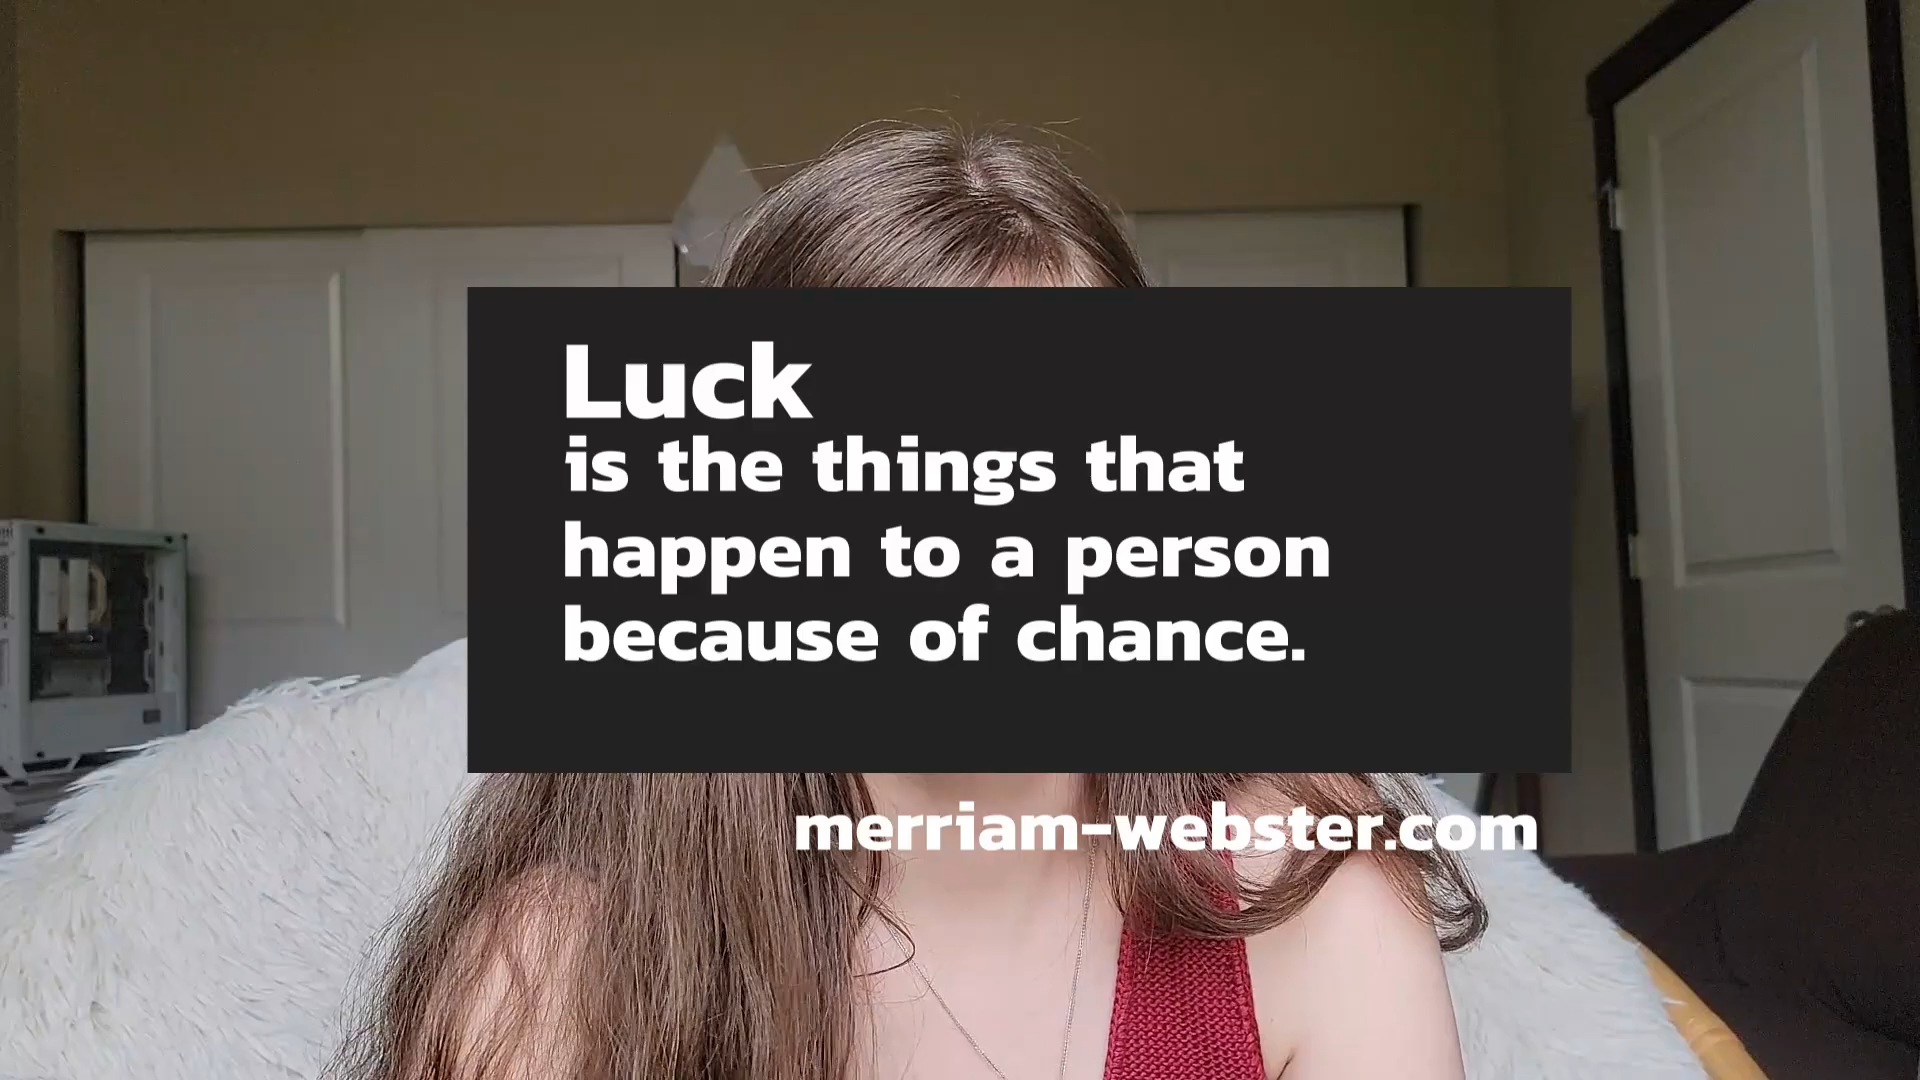 Luck
is the things that
happen to a person
because of chance.
merriam-webster.com